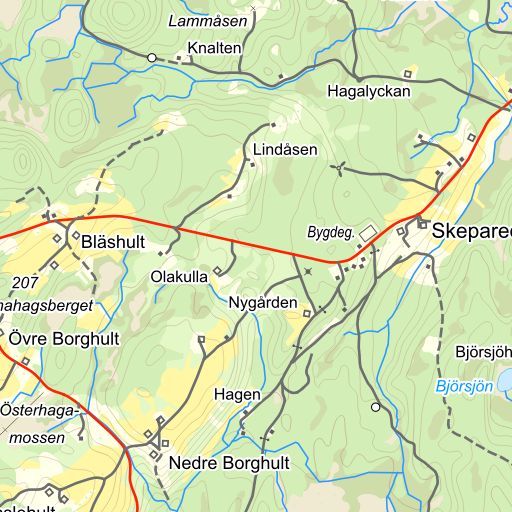 Lammåsen
Knalten
Hagalyckan
Lindåsen
Bygdeg.
Skepared
Bläshult
Olakulla
207
nahagsberget
Nygården
Övre Borghult
Björsjöh
Björsjön
Hagen
Österhaga-
mossen
Nedre Borghult